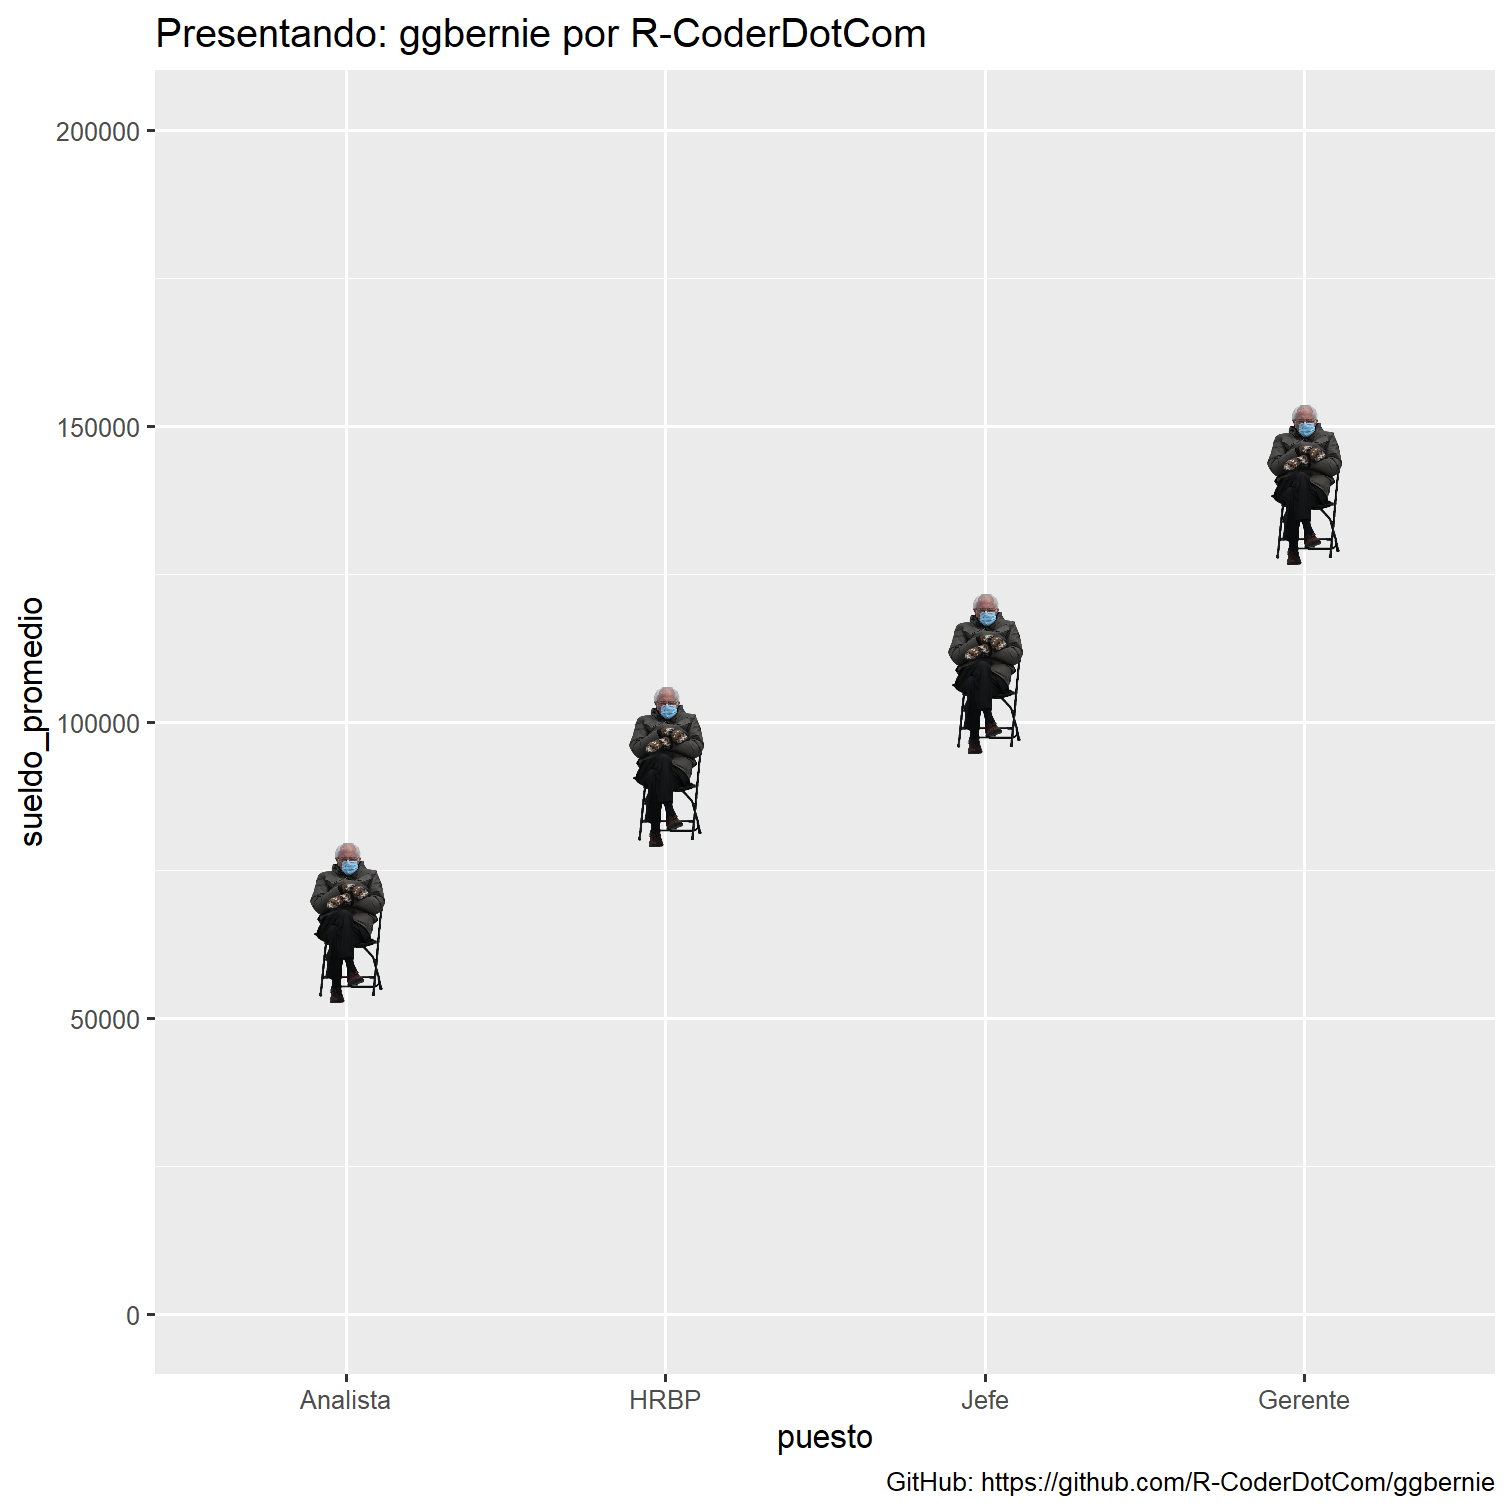 Presentando: ggbernie por R-CoderDotCom
200000
150000
100000
50000
0
sueldo_promedio
Analista HRBP Jefe Gerente
puesto
GitHub: https://github.com/R-CoderDotCom/ggbernie